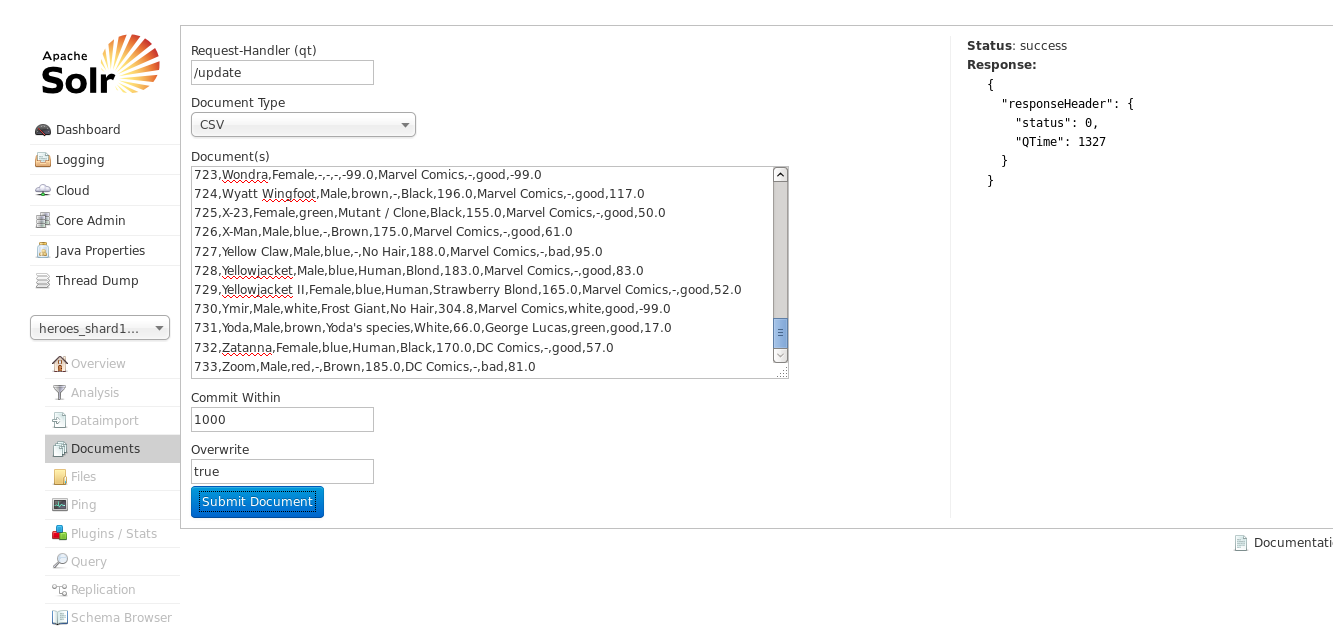 Apache
Solr
Dashboard
Logging
Cloud
Core Admin
Java Properties
Thread Dump
heroes_shard1...
Overview
Analysis
Dataimport
Documents
Files
Ping
Plugins / Stats
Query
Replication
Schema Browser
Request-Handler (qt)
/update
Document Type
CSV
Document(s)
723,Wondra,Female,-,-,-,-99.0,Marvel Comics,-,good,-99.0
724,Wyatt Wingfoot,Male,brown,-,Black,196.0,Marvel Comics,-,good,117.0
725,X-23,Female,green,Mutant / Clone,Black,155.0,Marvel Comics,-,good,50.0
726,X-Man,Male,blue,-,Brown,175.0,Marvel Comics,-,good,61.0
727,Yellow Claw,Male,blue,-,No Hair,188.0,Marvel Comics,-,bad,95.0
728,Yellowjacket,Male,blue,Human,Blond,183.0,Marvel Comics,-,good,83.0
729,Yellowjacket II,Female,blue,Human,Strawberry Blond,165.0,Marvel Comics,-,good,52.0
730,Ymir,Male,white,Frost Giant,No Hair,304.8,Marvel Comics,white,good,-99.0
731,Yoda,Male,brown,Yoda's species,White,66.0,George Lucas,green,good,17.0
732,Zatanna,Female,blue,Human,Black,170.0,DC Comics,-,good,57.0
733,Zoom,Male,red,-,Brown,185.0,DC Comics,-,bad,81.0
Commit Within
1000
Overwrite
true
Submit Document
Status: success
Response:
{
"responseHeader": {
"status": 0,
"QTime": 1327
}
}
Documentati